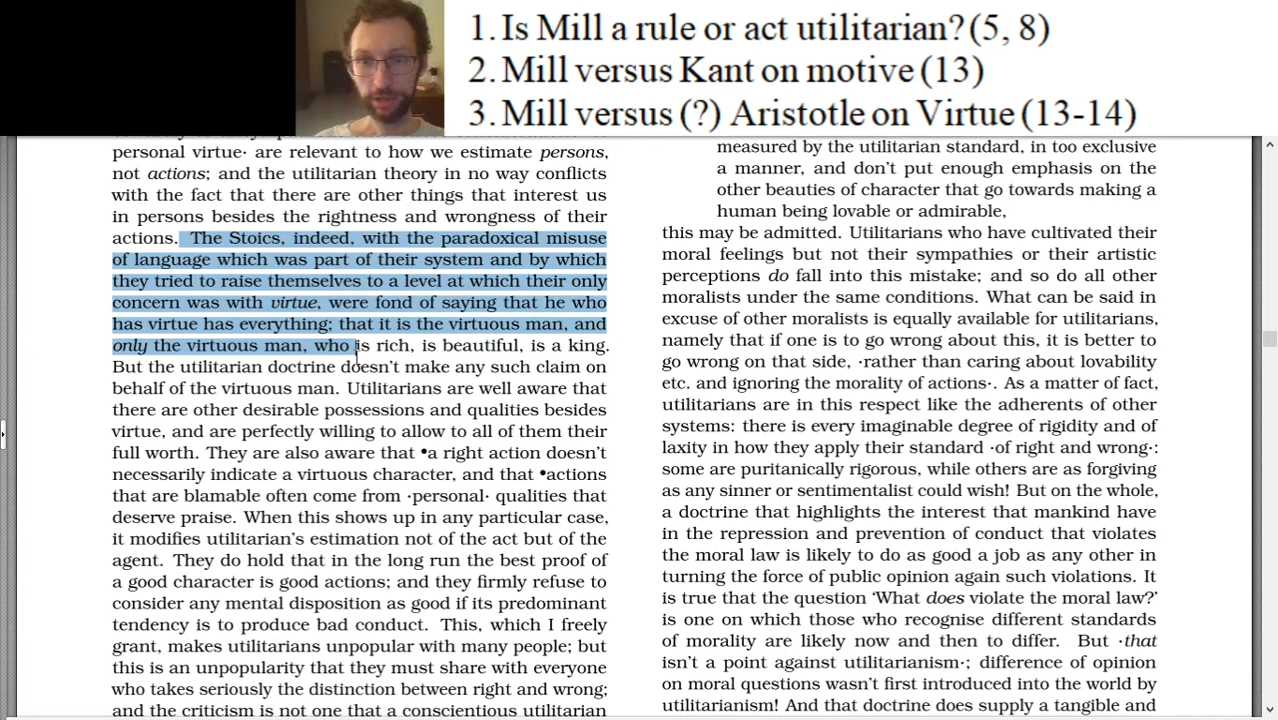 1. Is Mill a rule or act utilitarian? (5, 8)
2. Mill versus Kant on motive (13)
3. Mill versus (?) Aristotle on Virtue (13-14)
personal virtue· are relevant to how we estimate persons,
not actions; and the utilitarian theory in no way conflicts
with the fact that there are other things that interest us
in persons besides the rightness and wrongness of their
actions. The Stoics, indeed, with the paradoxical misuse
of language which was part of their system and by which
they tried to raise themselves to a level at which their only
concern was with virtue, were fond of saying that he who
has virtue has everything; that it is the virtuous man, and
only the virtuous man, who is rich, is beautiful, is a king.
But the utilitarian doctrine doesn't make any such claim on
behalf of the virtuous man. Utilitarians are well aware that
there are other desirable possessions and qualities besides
virtue, and are perfectly willing to allow to all of them their
full worth. They are also aware that •a right action doesn't
necessarily indicate a virtuous character, and that •actions
that are blamable often come from ·personal· qualities that
deserve praise. When this shows up in any particular case,
it modifies utilitarian's estimation not of the act but of the
agent. They do hold that in the long run the best proof of
a good character is good actions; and they firmly refuse to
consider any mental disposition as good if its predominant
tendency is to produce bad conduct. This, which I freely
grant, makes utilitarians unpopular with many people; but
this is an unpopularity that they must share with everyone
who takes seriously the distinction between right and wrong;
and the criticism is not one that a conscientious utilitarian
measured by the utilitarian standard, in too exclusive
a manner, and don't put enough emphasis on the
other beauties of character that go towards making a
human being lovable or admirable,
this may be admitted. Utilitarians who have cultivated their
moral feelings but not their sympathies or their artistic
perceptions do fall into this mistake; and so do all other
moralists under the same conditions. What can be said in
excuse of other moralists is equally available for utilitarians,
namely that if one is to go wrong about this, it is better to
go wrong on that side, ·rather than caring about lovability
etc. and ignoring the morality of actions·. As a matter of fact,
utilitarians are in this respect like the adherents of other
systems: there is every imaginable degree of rigidity and of
laxity in how they apply their standard ·of right and wrong·:
some are puritanically rigorous, while others are as forgiving
as any sinner or sentimentalist could wish! But on the whole,
a doctrine that highlights the interest that mankind have
in the repression and prevention of conduct that violates
the moral law is likely to do as good a job as any other in
turning the force of public opinion again such violations. It
is true that the question ‘What does violate the moral law?’
is one on which those who recognise different standards
of morality are likely now and then to differ. But ·that
isn't a point against utilitarianism·; difference of opinion
on moral questions wasn't first introduced into the world by
utilitarianism! And that doctrine does supply a tangible and